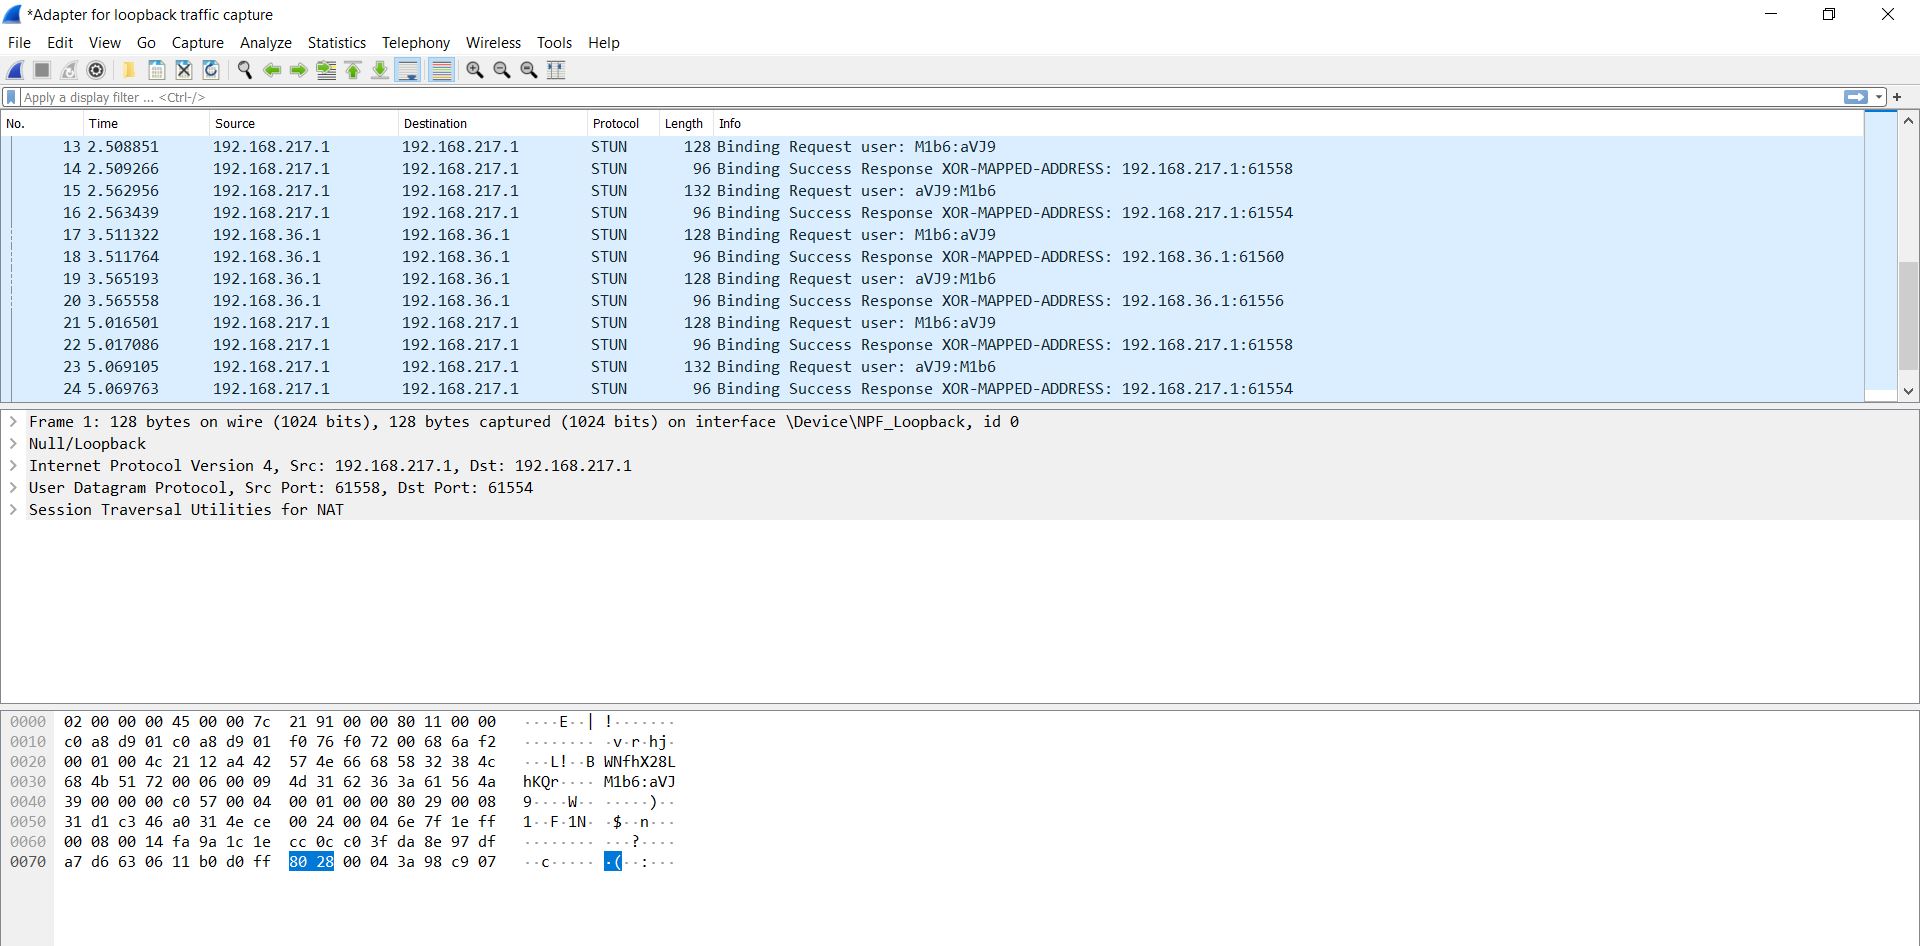 *Adapter for loopback traffic capture
File Edit View Go Capture Analyze Statistics Telephony Wireless Tools Help
Apply a display filter ... <Ctrl-/>
No. Time Source Destination Protocol Length Info
13 2.508851 192.168.217.1 192.168.217.1 STUN 128 Binding Request user: M1b6:aVJ9
14 2.509266 192.168.217.1 192.168.217.1 STUN 96 Binding Success Response XOR-MAPPED-ADDRESS: 192.168.217.1:61558
15 2.562956 192.168.217.1 192.168.217.1 STUN 132 Binding Request user: aVJ9:M1b6
16 2.563439 192.168.217.1 192.168.217.1 STUN 96 Binding Success Response XOR-MAPPED-ADDRESS: 192.168.217.1:61554
17 3.511322 192.168.36.1 192.168.36.1 STUN 128 Binding Request user: M1b6:aVJ9
18 3.511764 192.168.36.1 192.168.36.1 STUN 96 Binding Success Response XOR-MAPPED-ADDRESS: 192.168.36.1:61560
19 3.565193 192.168.36.1 192.168.36.1 STUN 128 Binding Request user: aVJ9:M1b6
20 3.565558 192.168.36.1 192.168.36.1 STUN 96 Binding Success Response XOR-MAPPED-ADDRESS: 192.168.36.1:61556
21 5.016501 192.168.217.1 192.168.217.1 STUN 128 Binding Request user: M1b6:aVJ9
22 5.017086 192.168.217.1 192.168.217.1 STUN 96 Binding Success Response XOR-MAPPED-ADDRESS: 192.168.217.1:61558
23 5.069105 192.168.217.1 192.168.217.1 STUN 132 Binding Request user: aVJ9:M1b6
24 5.069763 192.168.217.1 192.168.217.1 STUN 96 Binding Success Response XOR-MAPPED-ADDRESS: 192.168.217.1:61554
Frame 1: 128 bytes on wire (1024 bits), 128 bytes captured (1024 bits) on interface \Device\NPF_Loopback, id 0
Null/Loopback
Internet Protocol Version 4, Src: 192.168.217.1, Dst: 192.168.217.1
User Datagram Protocol, Src Port: 61558, Dst Port: 61554
Session Traversal Utilities for NAT
0000 02 00 00 00 45 00 00 7c 21 91 00 00 80 11 00 00 ····E··| !·······
0010 c0 a8 d9 01 c0 a8 d9 01 f0 76 f0 72 00 68 6a f2 ········ ·v·r·hj·
0020 00 01 00 4c 21 12 a4 42 57 4e 66 68 58 32 38 4c ···L!··B WNfhX28L
0030 68 4b 51 72 00 06 00 09 4d 31 62 36 3a 61 56 4a hKQr···· M1b6:aVJ
0040 39 00 00 00 c0 57 00 04 00 01 00 00 80 29 00 08 9····W·· ·····)··
0050 31 d1 c3 46 a0 31 4e ce 00 24 00 04 6e 7f 1e ff 1··F·1N· ·$··n···
0060 00 08 00 14 fa 9a 1c 1e cc 0c c0 3f da 8e 97 df ········ ···?····
0070 a7 d6 63 06 11 b0 d0 ff 80 28 00 04 3a 98 c9 07 ··c····· ·(··:···